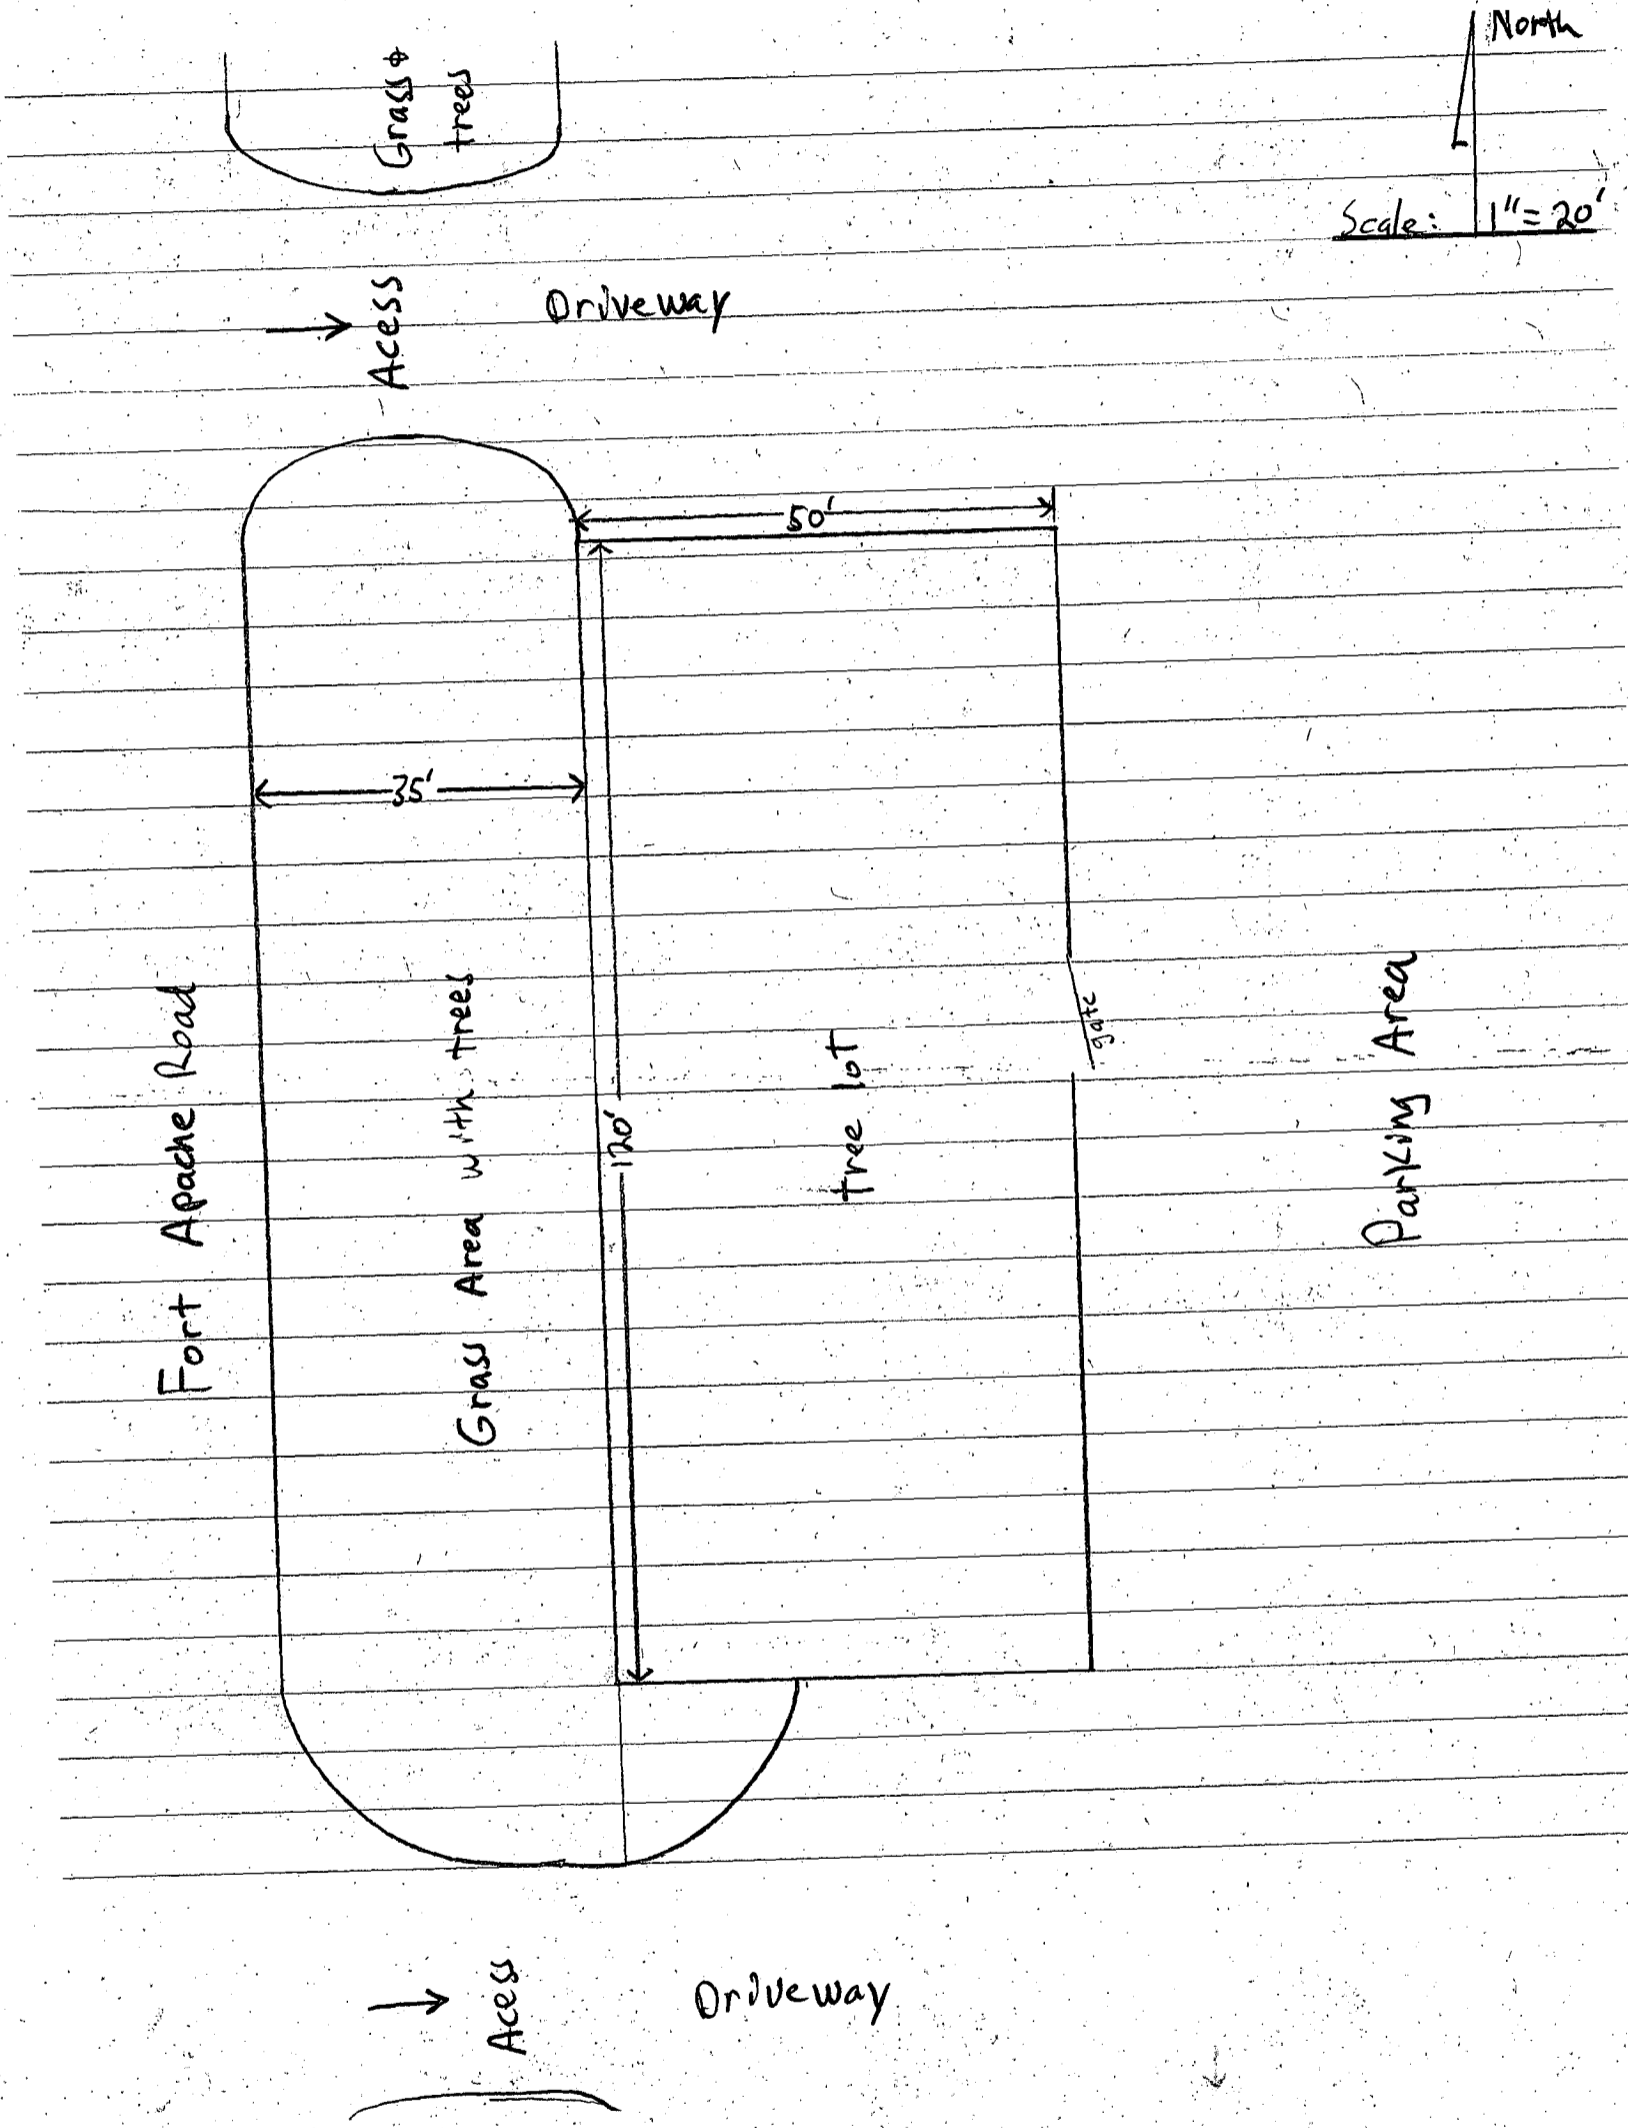 North
Scale: 1" = 20'
Grass &
trees
Acess
Driveway
50'
35'
120'
Fort Apache Road
Grass Area with trees
tree lot
gate
Parking Area
Acess
Driveway